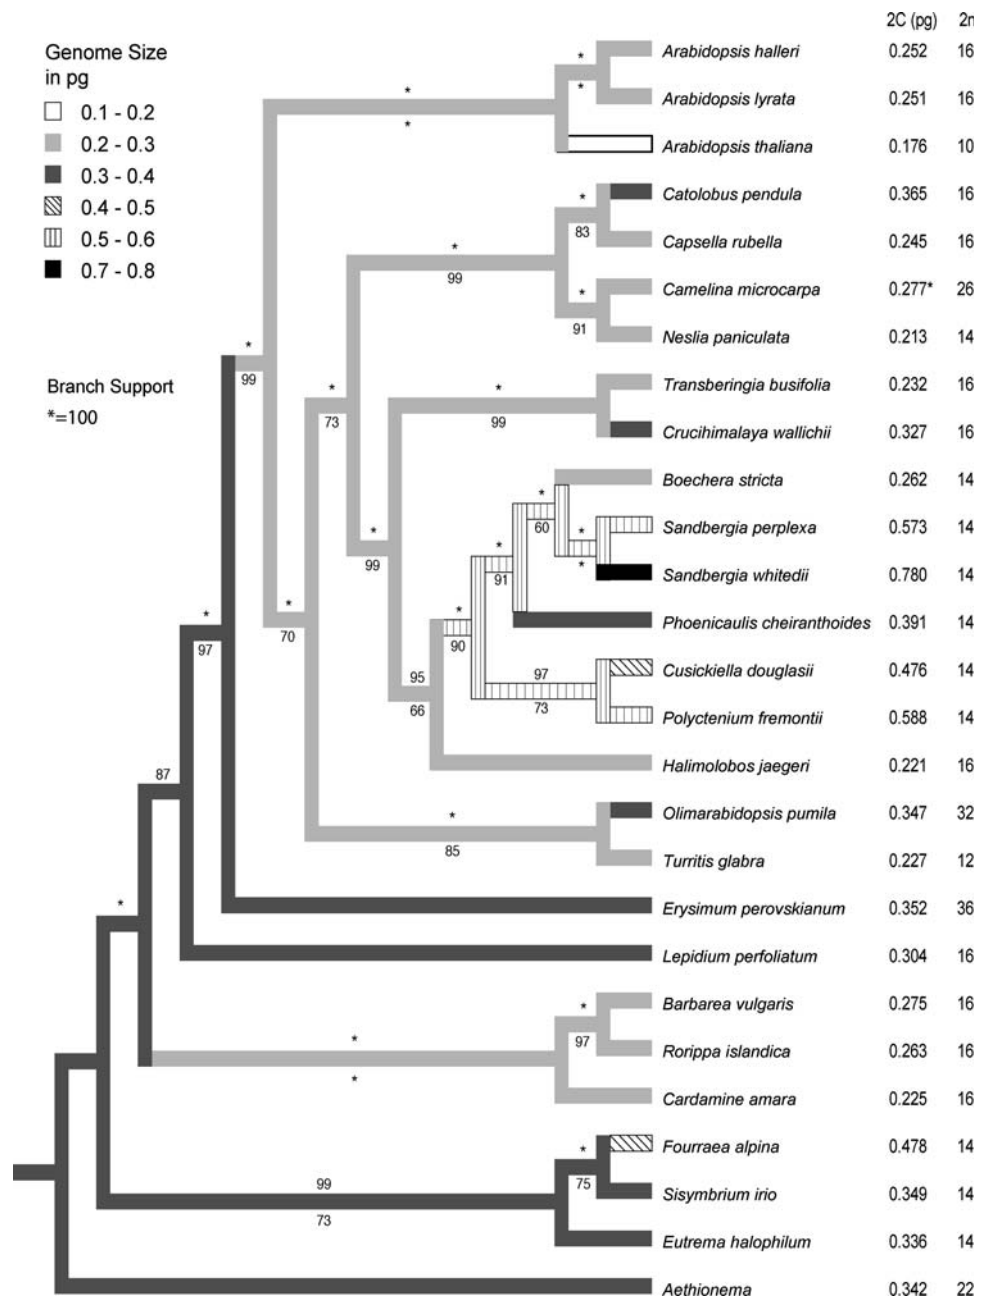 2C (pg) 2n
Genome Size
in pg
0.1 - 0.2
0.2 - 0.3
0.3 - 0.4
0.4 - 0.5
0.5 - 0.6
0.7 - 0.8
Branch Support
*=100
* Arabidopsis halleri 0.252 16
* * Arabidopsis lyrata 0.251 16
* Arabidopsis thaliana 0.176 10
* Catolobus pendula 0.365 16
* 83 Capsella rubella 0.245 16
99 * Camelina microcarpa 0.277* 26
91 Neslia paniculata 0.213 14
* 99 * * Transberingia busifolia 0.232 16
73 99 Crucihimalaya wallichii 0.327 16
Boechera stricta 0.262 14
* * 60 * Sandbergia perplexa 0.573 14
99 * 91 * Sandbergia whitedii 0.780 14
* * * Phoenicaulis cheiranthoides 0.391 14
97 70 90 95 97 Cusickiella douglasii 0.476 14
66 73 Polyctenium fremontii 0.588 14
87 Halimolobos jaegeri 0.221 16
* Olimarabidopsis pumila 0.347 32
85 Turritis glabra 0.227 12
* Erysimum perovskianum 0.352 36
Lepidium perfoliatum 0.304 16
* Barbarea vulgaris 0.275 16
* 97 Rorippa islandica 0.263 16
* Cardamine amara 0.225 16
* Fourraea alpina 0.478 14
99 75 Sisymbrium irio 0.349 14
73 Eutrema halophilum 0.336 14
Aethionema 0.342 22